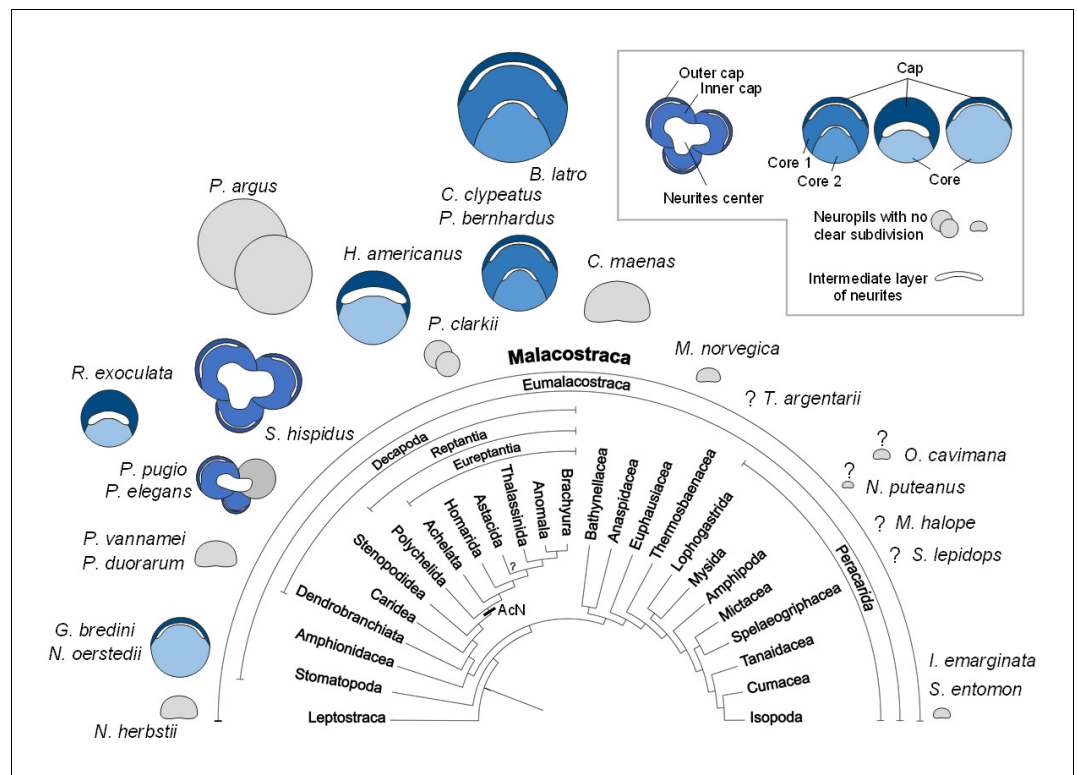 Outer cap
Inner cap
Neurites center
Cap
Core 1
Core 2
Core
Neuropils with no
clear subdivision
Intermediate layer
of neurites
B. latro
C. clypeatus
P. bernhardus
P. argus
H. americanus
C. maenas
P. clarkii
R. exoculata
S. hispidus
P. pugio
P. elegans
P. vannamei
P. duorarum
G. bredini
N. oerstedii
N. herbstii
M. norvegica
? T. argentarii
?
O. cavimana
?
N. puteanus
? M. halope
? S. lepidops
I. emarginata
S. entomon
Malacostraca
Eumalacostraca
Decapoda
Reptantia
Eureptantia
Peracarida
Leptostraca
Stomatopoda
Amphionidacea
Dendrobranchiata
Caridea
Stenopodidea
Polychelida
Achelata
Homarida
Astacida
Thalassinida
Anomala
Brachyura
?
AcN
Bathynellacea
Anaspidacea
Euphausiacea
Thermosbaenacea
Lophogastrida
Mysida
Amphipoda
Mictacea
Spelaeogriphacea
Tanaidacea
Cumacea
Isopoda